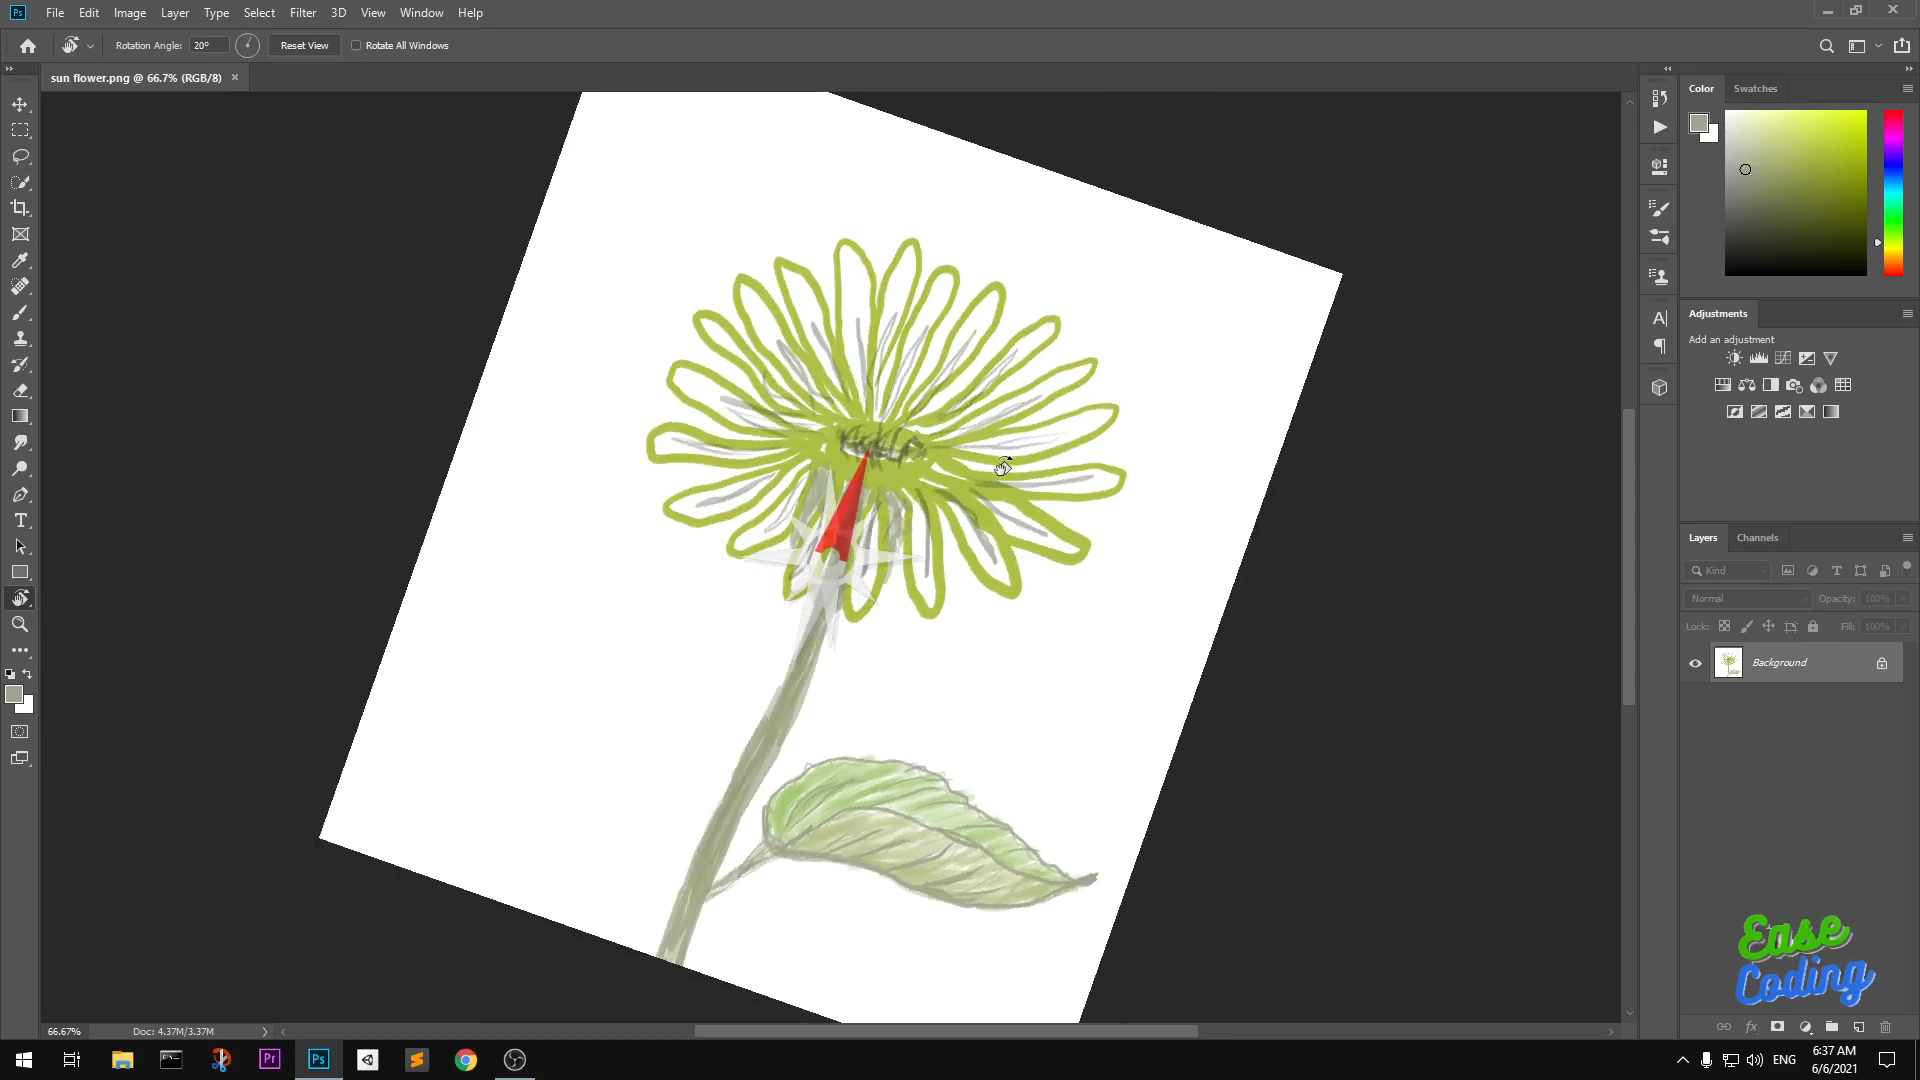 Ps File Edit Image Layer Type Select Filter 3D View Window Help
Rotation Angle: 20° Reset View Rotate All Windows
sun flower.png @ 66.7% (RGB/8) ×
Color Swatches
Adjustments
Add an adjustment
Layers Channels
Kind
Normal Opacity: 100%
Lock: Fill: 100%
Background
Ease
Coding
66.67% Doc: 4.37M/3.37M
Pr Ps ENG 6:37 AM
6/6/2021